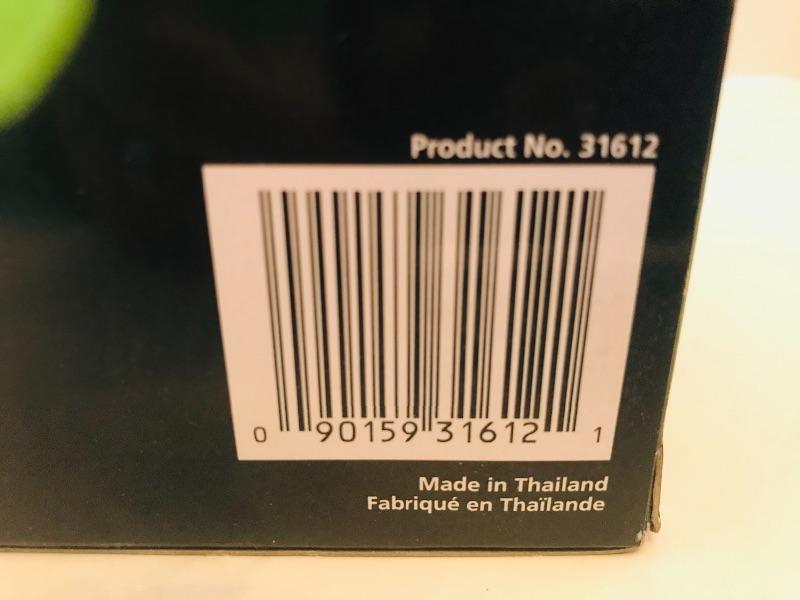 Product No. 31612
0 90159 31612 1
Made in Thailand
Fabriqué en Thaïlande